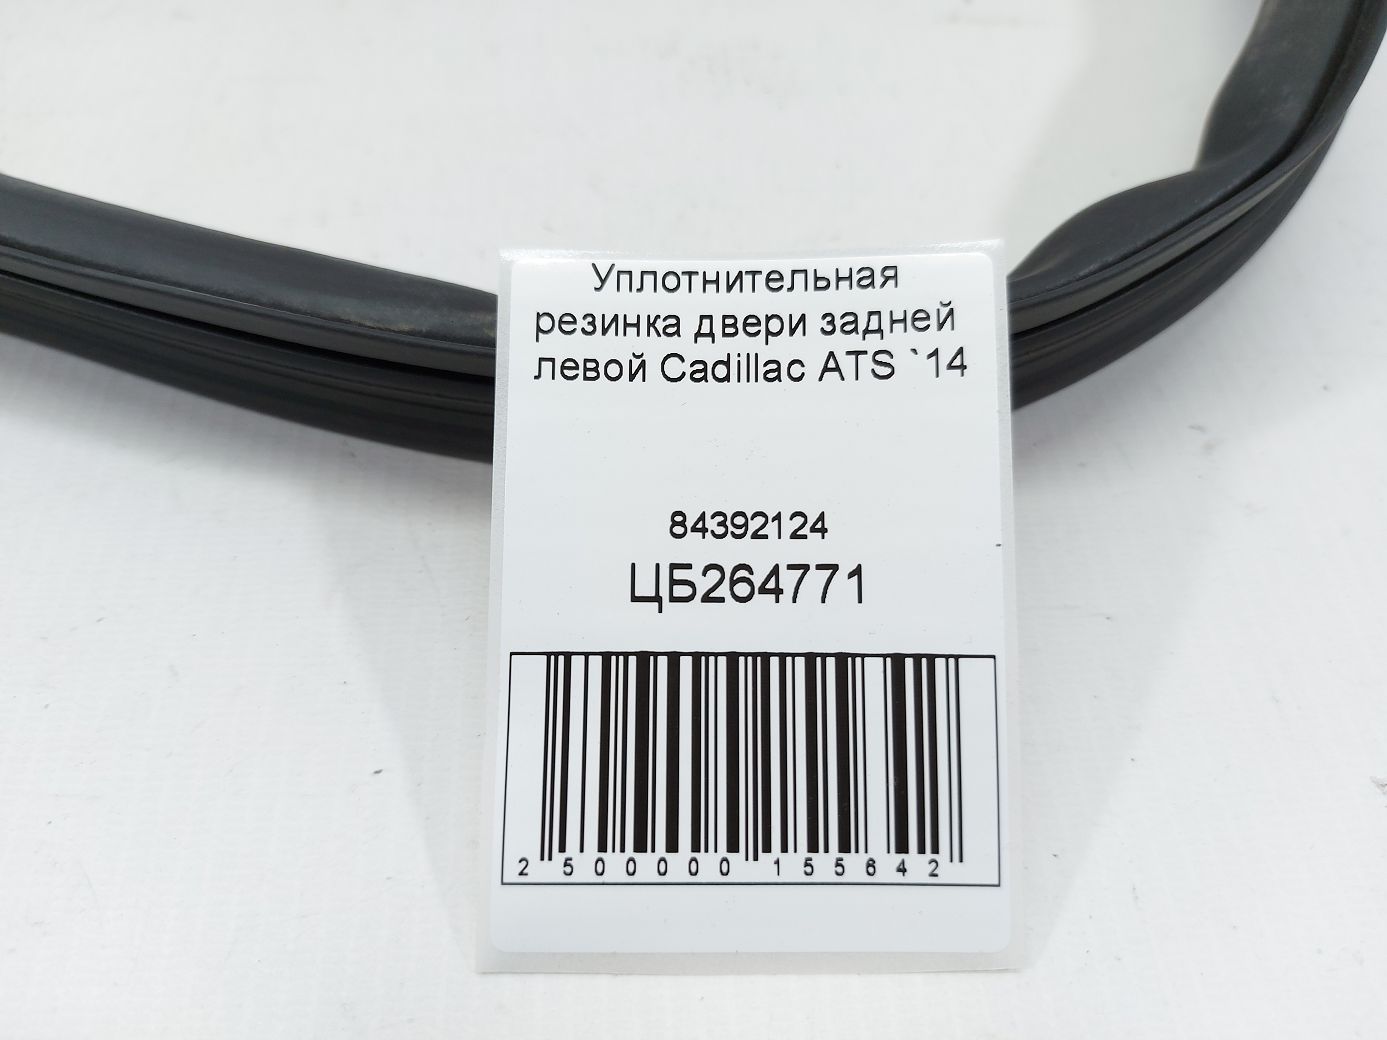 Уплотнительная
резинка двери задней
левой Cadillac ATS `14
84392124
ЦБ264771
2 500000 155642